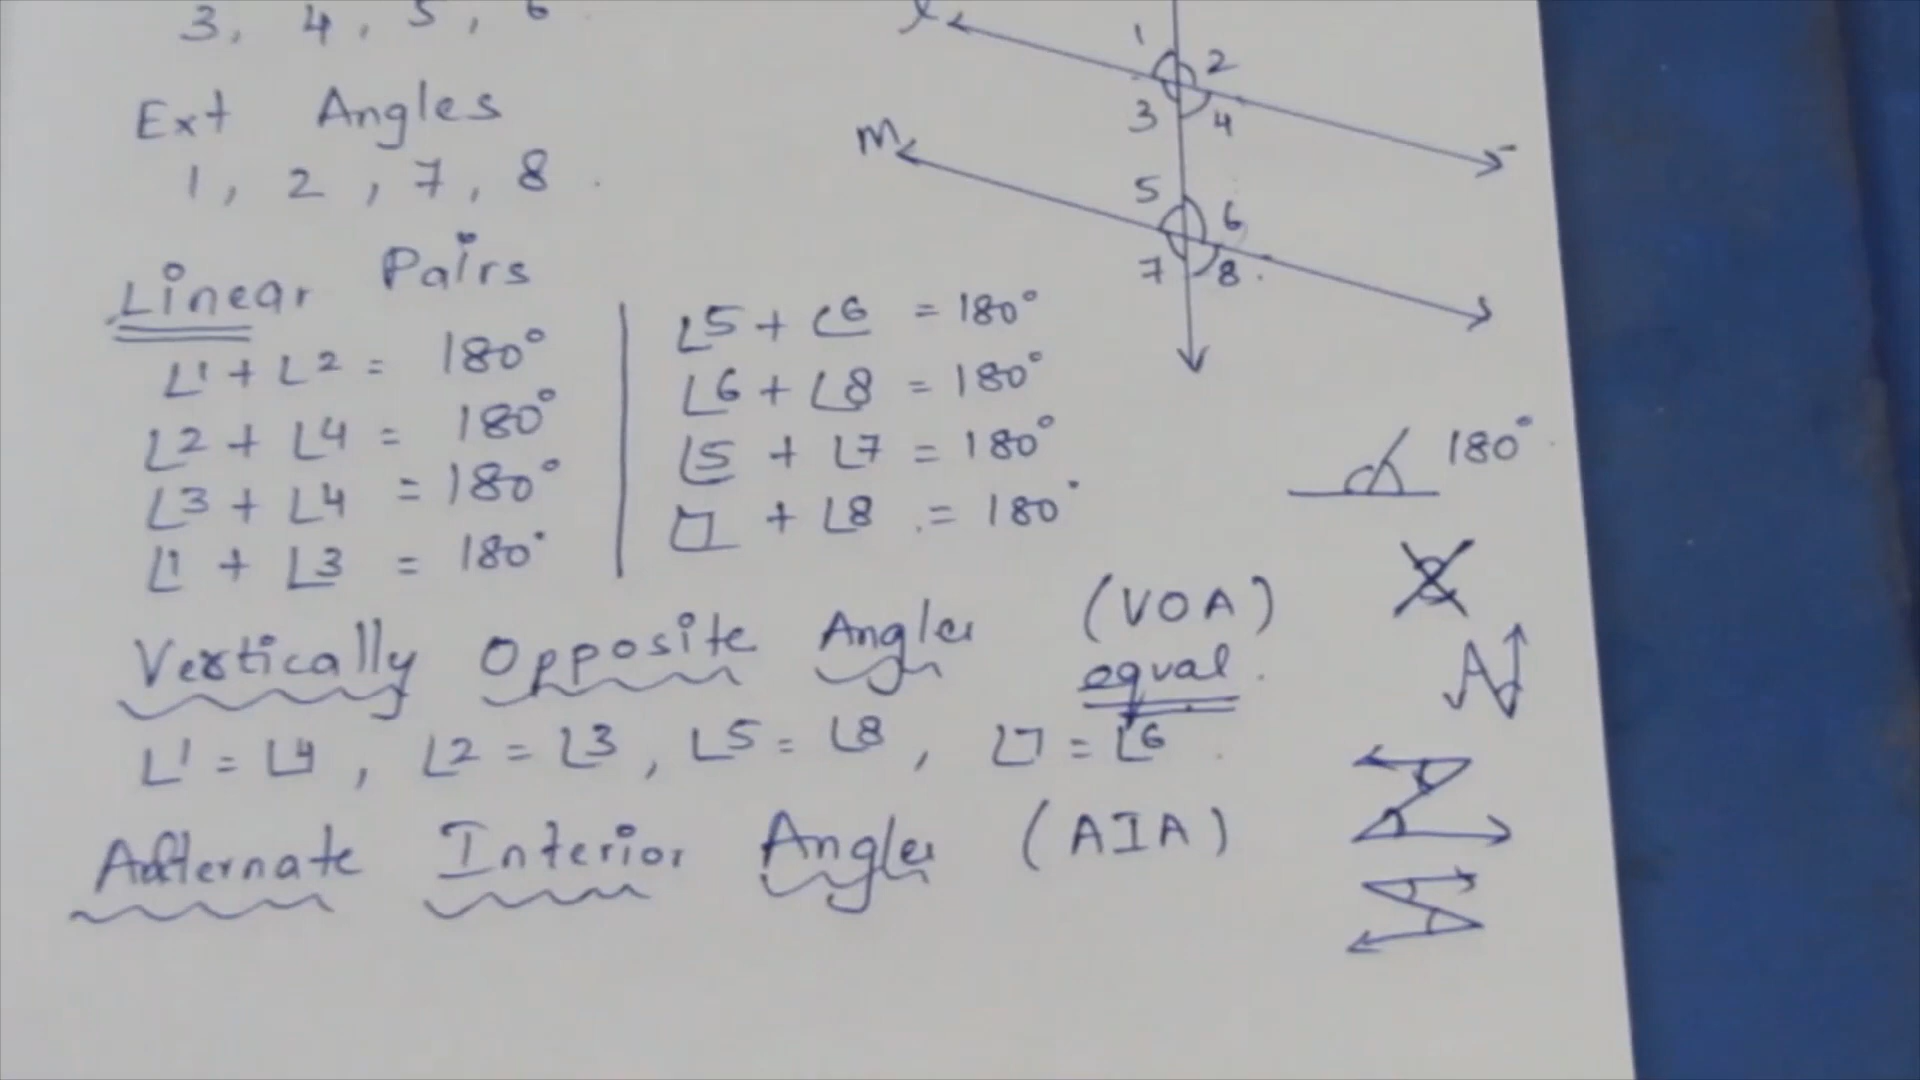 3, 4, 5, 6
Ext Angles
1, 2, 7, 8
Linear Pairs
∠1 + ∠2 = 180°
∠2 + ∠4 = 180°
∠3 + ∠4 = 180°
∠1 + ∠3 = 180°
∠5 + ∠6 = 180°
∠6 + ∠8 = 180°
∠5 + ∠7 = 180°
∠7 + ∠8 = 180°
Vertically Opposite Angles (VOA)
equal.
∠1 = ∠4, ∠2 = ∠3, ∠5 = ∠8, ∠7 = ∠6
Alternate Interior Angles (AIA)
l
1 2
3 4
m
5 6
7 8
180°